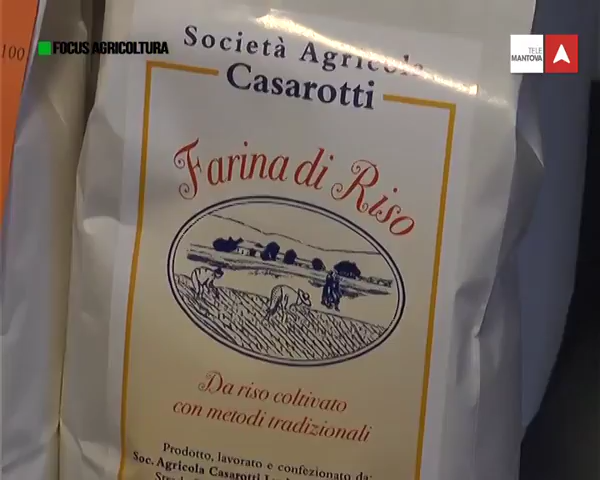 FOCUS AGRICOLTURA
TELE
MANTOVA
100
Società Agricola
Casarotti
Farina di Riso
Da riso coltivato
con metodi tradizionali
Prodotto, lavorato e confezionato da:
Soc. Agricola Casarotti